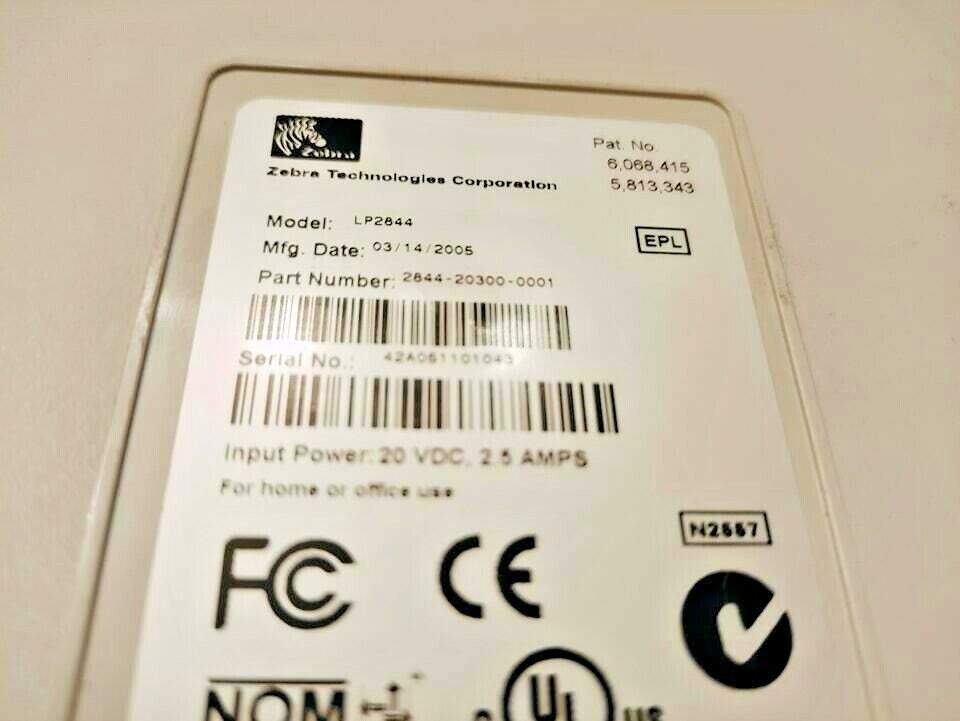 Zebra
Zebra Technologies Corporation
Pat. No
6,068,415
5,813,343
Model: LP2844
Mfg. Date: 03/14/2005
EPL
Part Number: 2844-20300-0001
Serial No.: 42A051101043
Input Power: 20 VDC, 2.5 AMPS
For home or office use
N2557
FC
CE
NOM
c UL US